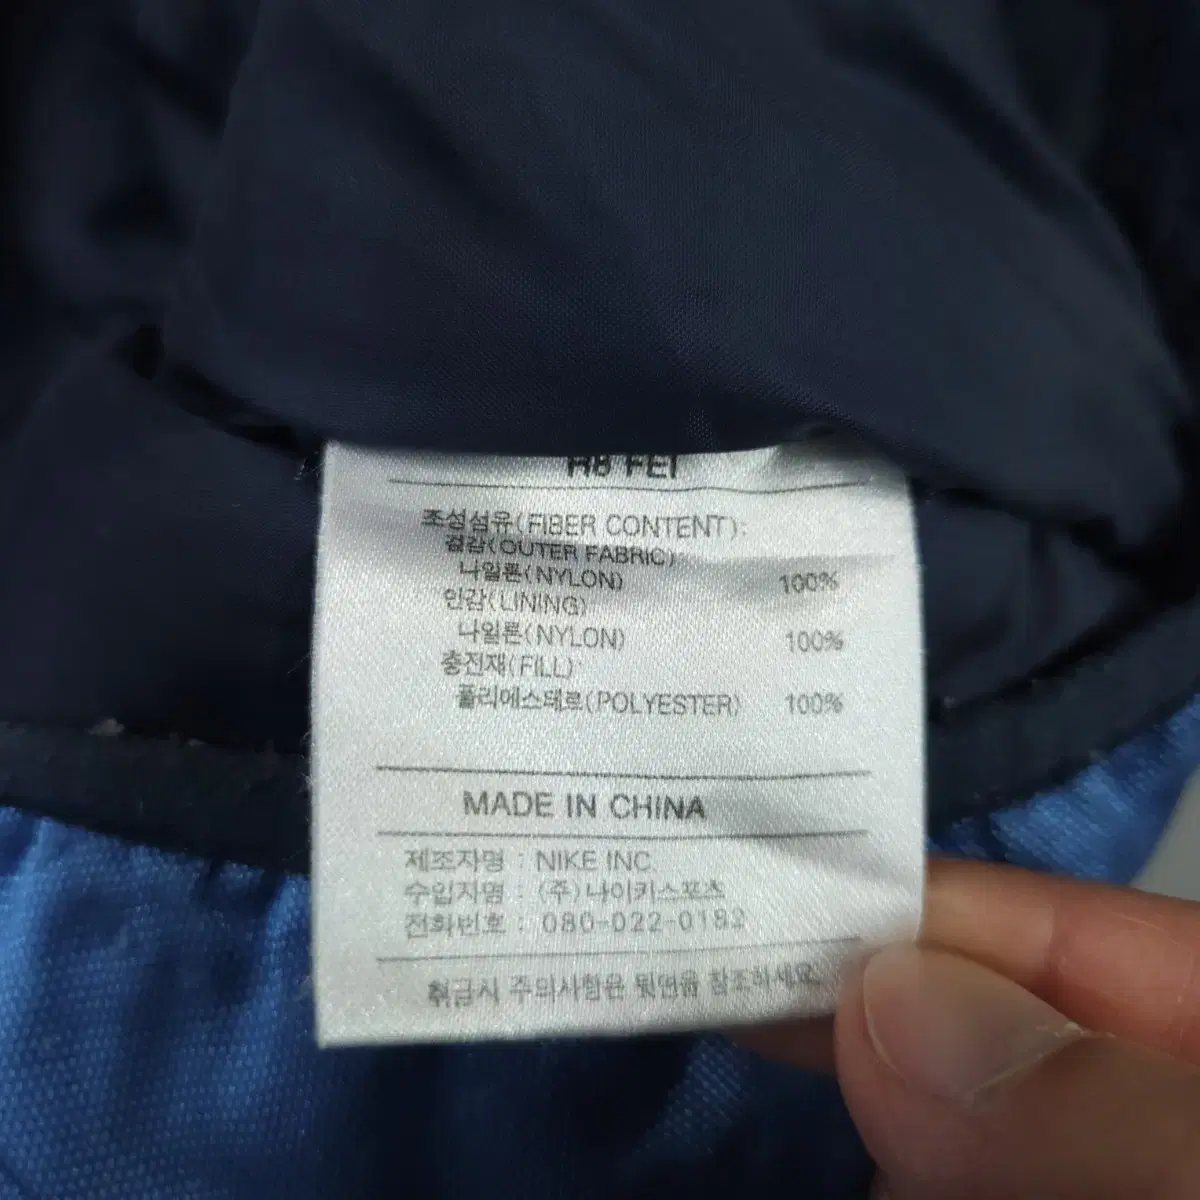 H8 FEI
조성섬유(FIBER CONTENT):
겉감(OUTER FABRIC)
나일론(NYLON) 100%
안감(LINING)
나일론(NYLON) 100%
충전재(FILL)
폴리에스테르(POLYESTER) 100%
MADE IN CHINA
제조자명 : NIKE INC.
수입자명 : (주)나이키스포츠
전화번호 : 080-022-0182
취급시 주의사항은 뒷면을 참조하세요.